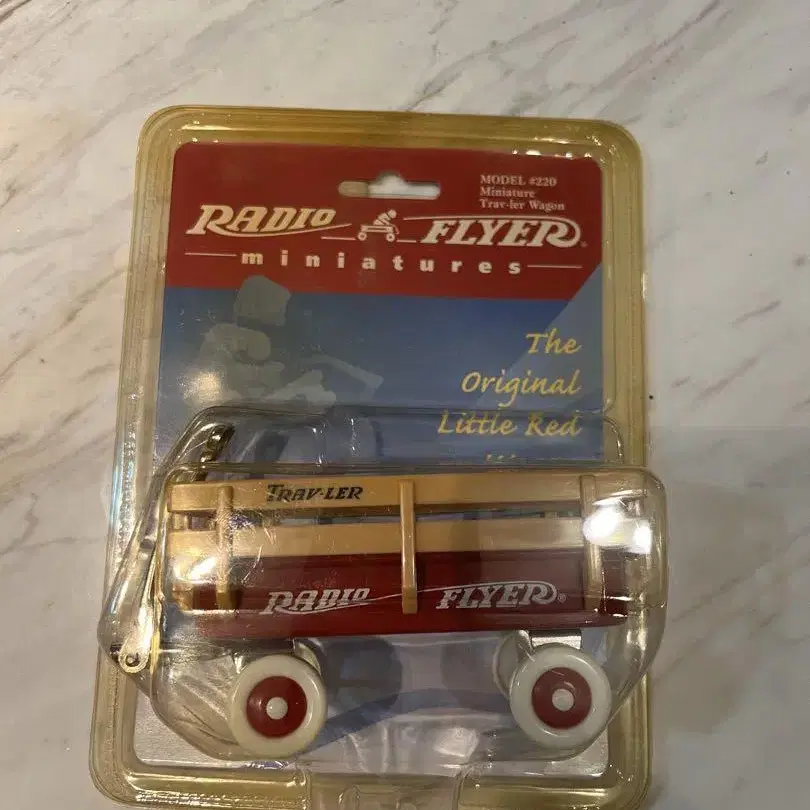 MODEL #220
Miniature
Trav-ler Wagon
RADIO FLYER®
miniatures
The
Original
Little Red
TRAV-LER
RADIO FLYER®